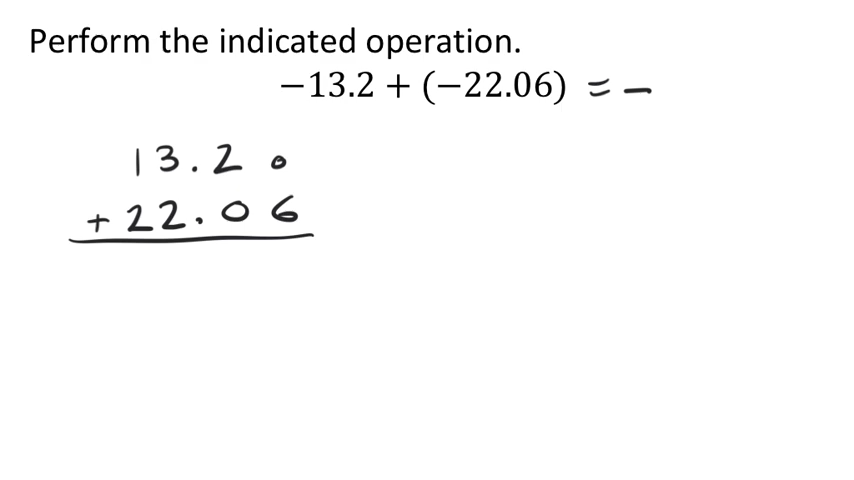 Perform the indicated operation.
−13.2 + (−22.06) = −
13.20
+ 22.06